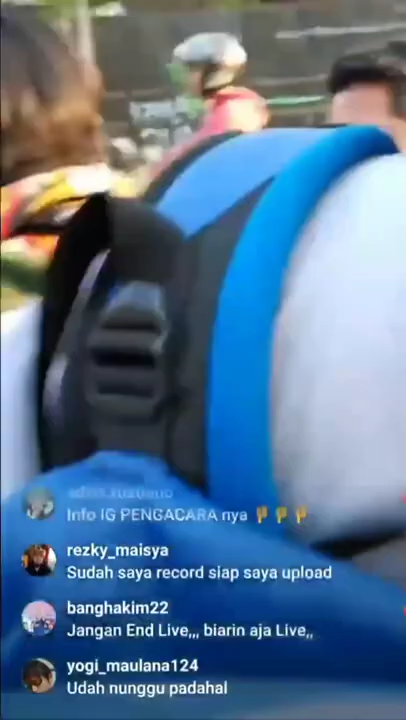 Info IG PENGACARA nya 👇👇👇
rezky_maisya
Sudah saya record siap saya upload
banghakim22
Jangan End Live,,, biarin aja Live,,
yogi_maulana124
Udah nunggu padahal